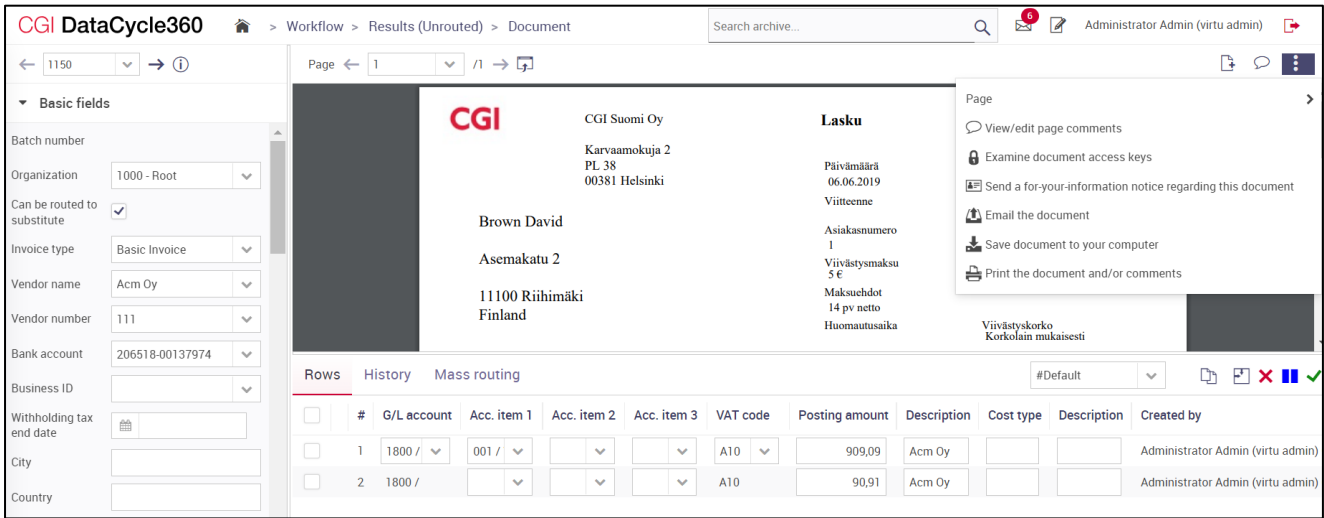 CGI DataCycle360 > Workflow > Results (Unrouted) > Document Search archive... 6 Administrator Admin (virtu admin)
1150
Page 1 /1
Basic fields
Batch number
Organization 1000 - Root
Can be routed to
substitute
Invoice type Basic Invoice
Vendor name Acm Oy
Vendor number 111
Bank account 206518-00137974
Business ID
Withholding tax
end date
City
Country
CGI
CGI Suomi Oy
Karvaamokuja 2
PL 38
00381 Helsinki
Brown David
Asemakatu 2
11100 Riihimäki
Finland
Lasku
Päivämäärä
06.06.2019
Viitteenne
Asiakasnumero
1
Viivästysmaksu
5 €
Maksuehdot
14 pv netto
Huomautusaika
Viivästyskorko
Korkolain mukaisesti
Page
View/edit page comments
Examine document access keys
Send a for-your-information notice regarding this document
Email the document
Save document to your computer
Print the document and/or comments
Rows History Mass routing #Default
# G/L account Acc. item 1 Acc. item 2 Acc. item 3 VAT code Posting amount Description Cost type Description Created by
1 1800 / 001 / A10 909,09 Acm Oy Administrator Admin (virtu admin)
2 1800 / A10 90,91 Acm Oy Administrator Admin (virtu admin)